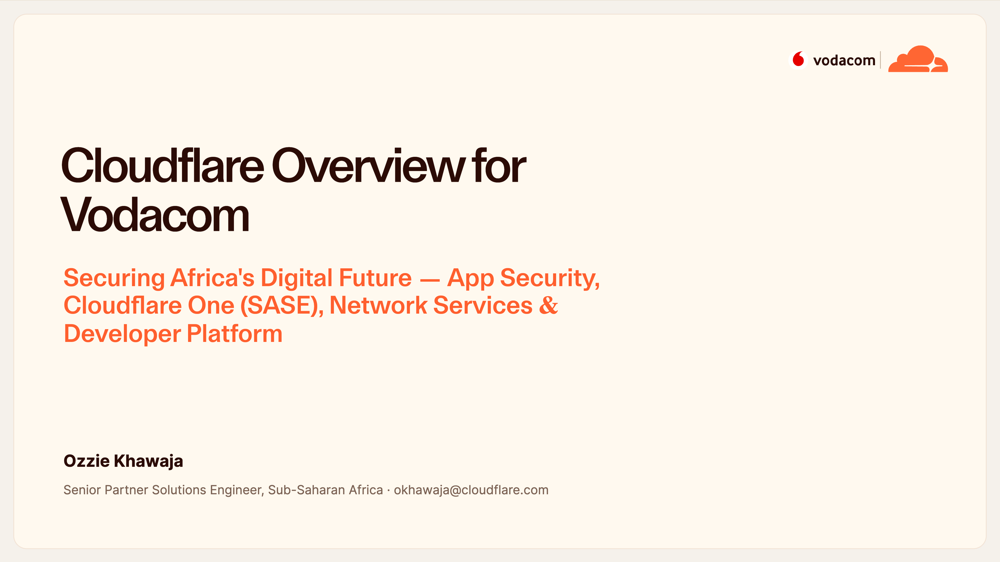 vodacom
Cloudflare Overview for
Vodacom
Securing Africa's Digital Future — App Security,
Cloudflare One (SASE), Network Services &
Developer Platform
Ozzie Khawaja
Senior Partner Solutions Engineer, Sub-Saharan Africa · okhawaja@cloudflare.com